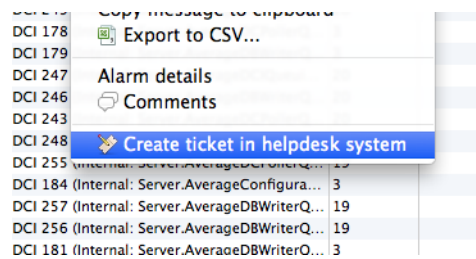 Copy message to clipboard
DCI 178
Export to CSV...
DCI 179
DCI 247
Alarm details
DCI 246
Comments
DCI 243
DCI 248
Create ticket in helpdesk system
DCI 255 (Internal: Server.AverageDCPollerQ... 19
DCI 184 (Internal: Server.AverageConfigura... 3
DCI 257 (Internal: Server.AverageDBWriterQ... 19
DCI 256 (Internal: Server.AverageDBWriterQ... 19
DCI 181 (Internal: Server.AverageDBWriterQ... 3